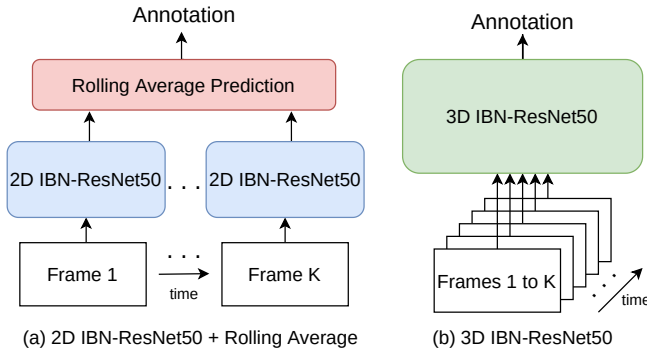 Annotation
Rolling Average Prediction
2D IBN-ResNet50 . . . 2D IBN-ResNet50
. . .
Frame 1
time
Frame K
(a) 2D IBN-ResNet50 + Rolling Average
Annotation
3D IBN-ResNet50
Frames 1 to K
. . .
time
(b) 3D IBN-ResNet50